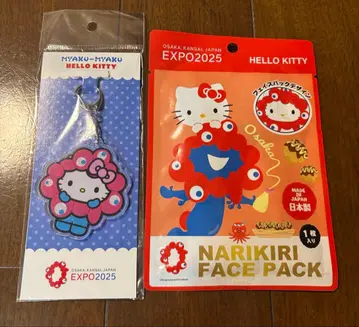 MYAKU-MYAKU
HELLO KITTY
OSAKA, KANSAI, JAPAN
EXPO2025
OSAKA, KANSAI, JAPAN
EXPO2025
HELLO KITTY
フェイスパックデザイン
Osaka
MADE IN
JAPAN
日本製
1枚
入り
NARIKIRI
FACE PACK